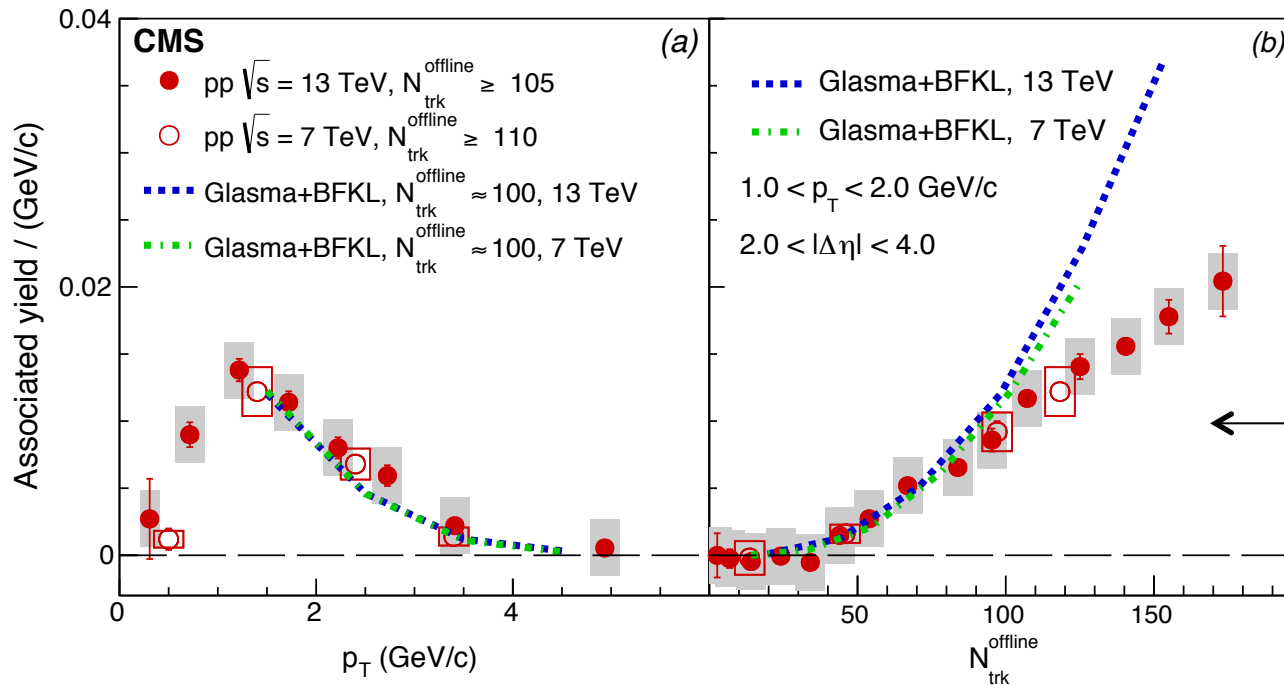 CMS
(a)
pp √s = 13 TeV, N_trk^offline ≥ 105
pp √s = 7 TeV, N_trk^offline ≥ 110
Glasma+BFKL, N_trk^offline ≈ 100, 13 TeV
Glasma+BFKL, N_trk^offline ≈ 100, 7 TeV
(b)
Glasma+BFKL, 13 TeV
Glasma+BFKL, 7 TeV
1.0 < p_T < 2.0 GeV/c
2.0 < |Δη| < 4.0
Associated yield / (GeV/c)
0.04
0.02
0
0 2 4
p_T (GeV/c)
50 100 150
N_trk^offline